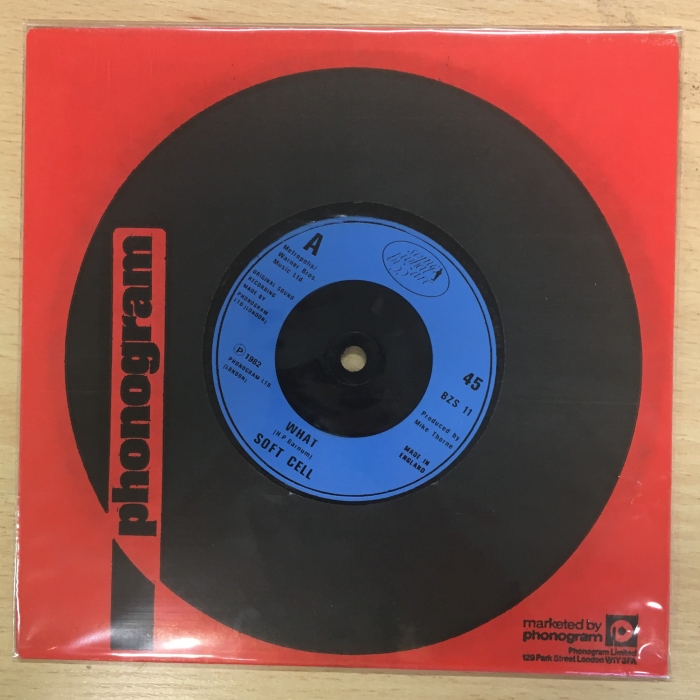 phonogram
A
Metropolis/
Warner Bros.
Music Ltd
ORIGINAL SOUND
RECORDING
MADE BY
PHONOGRAM
LTD (LONDON)
℗ 1982
PHONOGRAM LTD
(LONDON)
45
BZS 11
Produced by
Mike Thorne
MADE IN
ENGLAND
WHAT
(H.P.Barnum)
SOFT CELL
marketed by
phonogram
Phonogram Limited
129 Park Street London W1Y 3FA